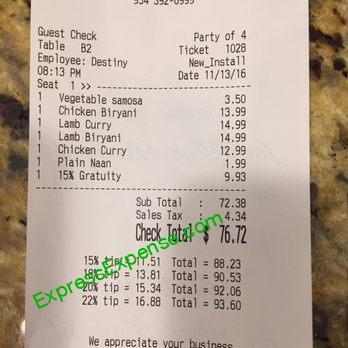 954 392-0999
Guest Check Party of 4
Table B2 Ticket 1028
Employee: Destiny New_Install
08:13 PM Date 11/13/16
Seat 1 >>
1 Vegetable samosa 3.50
1 Chicken Biryani 13.99
1 Lamb Curry 14.99
1 Lamb Biryani 14.99
1 Chicken Curry 12.99
1 Plain Naan 1.99
1 15% Gratuity 9.93
Sub Total : 72.38
Sales Tax : 4.34
Check Total $ 76.72
15% tip = 11.51 Total = 88.23
18% tip = 13.81 Total = 90.53
20% tip = 15.34 Total = 92.06
22% tip = 16.88 Total = 93.60
ExpressExpense.com
We appreciate your business